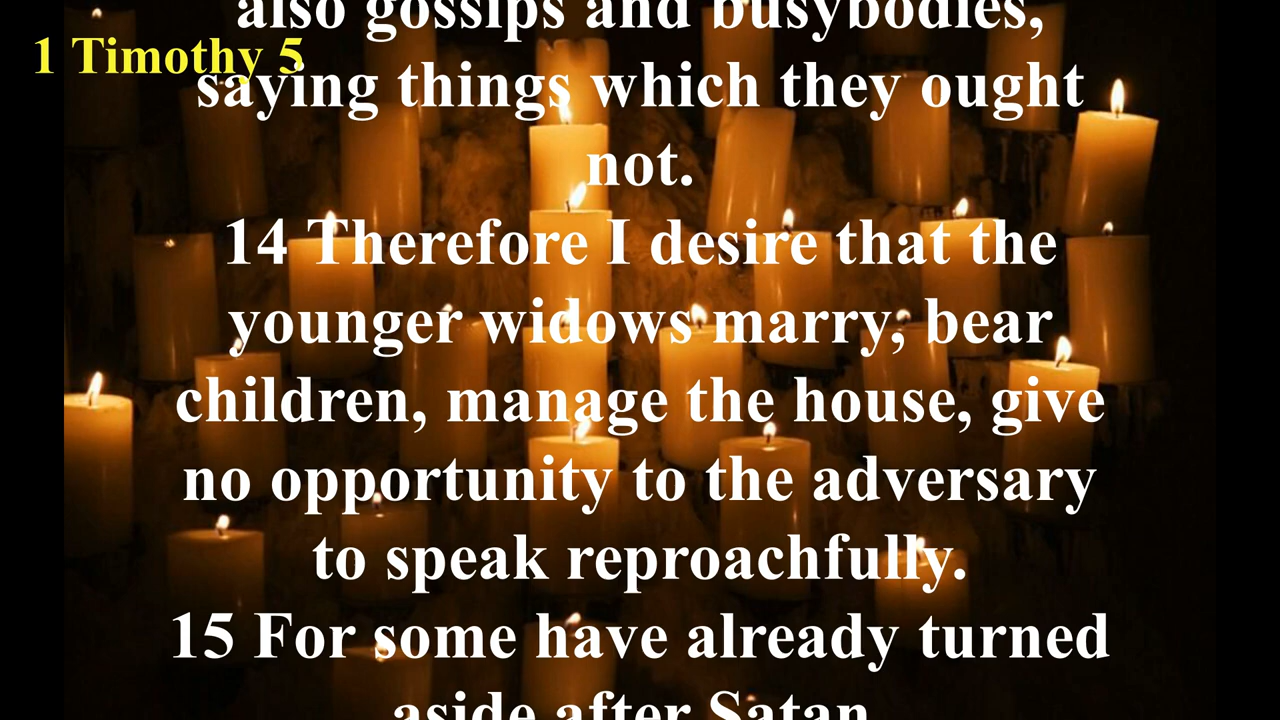 also gossips and busybodies,
1 Timothy 5
saying things which they ought
not.
14 Therefore I desire that the
younger widows marry, bear
children, manage the house, give
no opportunity to the adversary
to speak reproachfully.
15 For some have already turned
aside after Satan